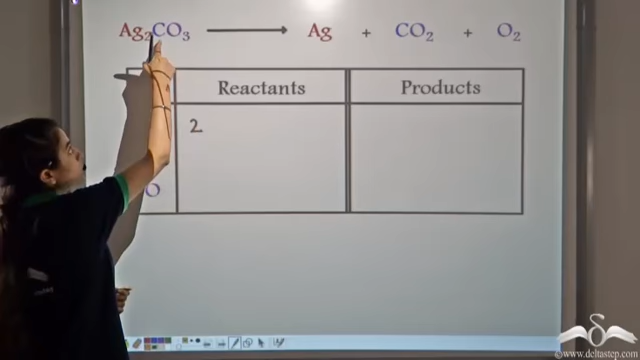 Ag₂CO₃ → Ag + CO₂ + O₂
Reactants Products
2.
O
©www.deltastep.com